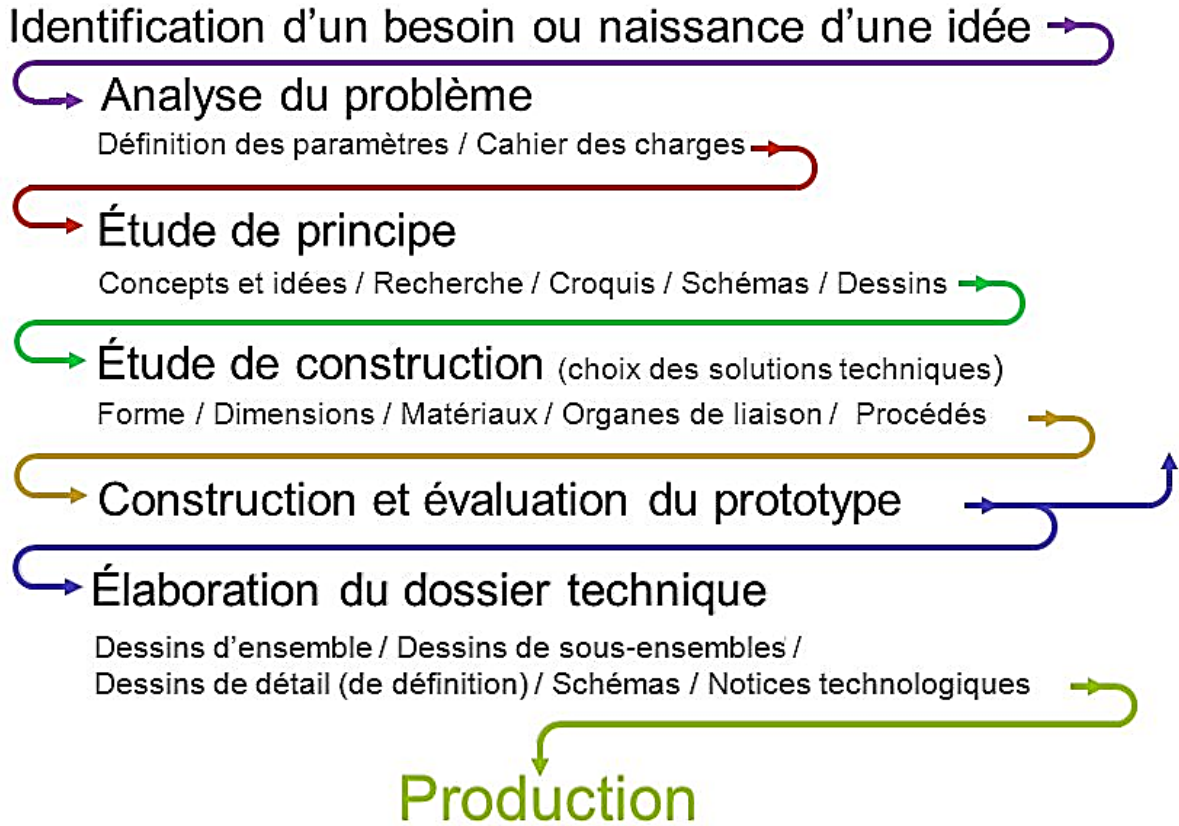 Identification d’un besoin ou naissance d’une idée
Analyse du problème
Définition des paramètres / Cahier des charges
Étude de principe
Concepts et idées / Recherche / Croquis / Schémas / Dessins
Étude de construction (choix des solutions techniques)
Forme / Dimensions / Matériaux / Organes de liaison / Procédés
Construction et évaluation du prototype
Élaboration du dossier technique
Dessins d’ensemble / Dessins de sous-ensembles /
Dessins de détail (de définition) / Schémas / Notices technologiques
Production